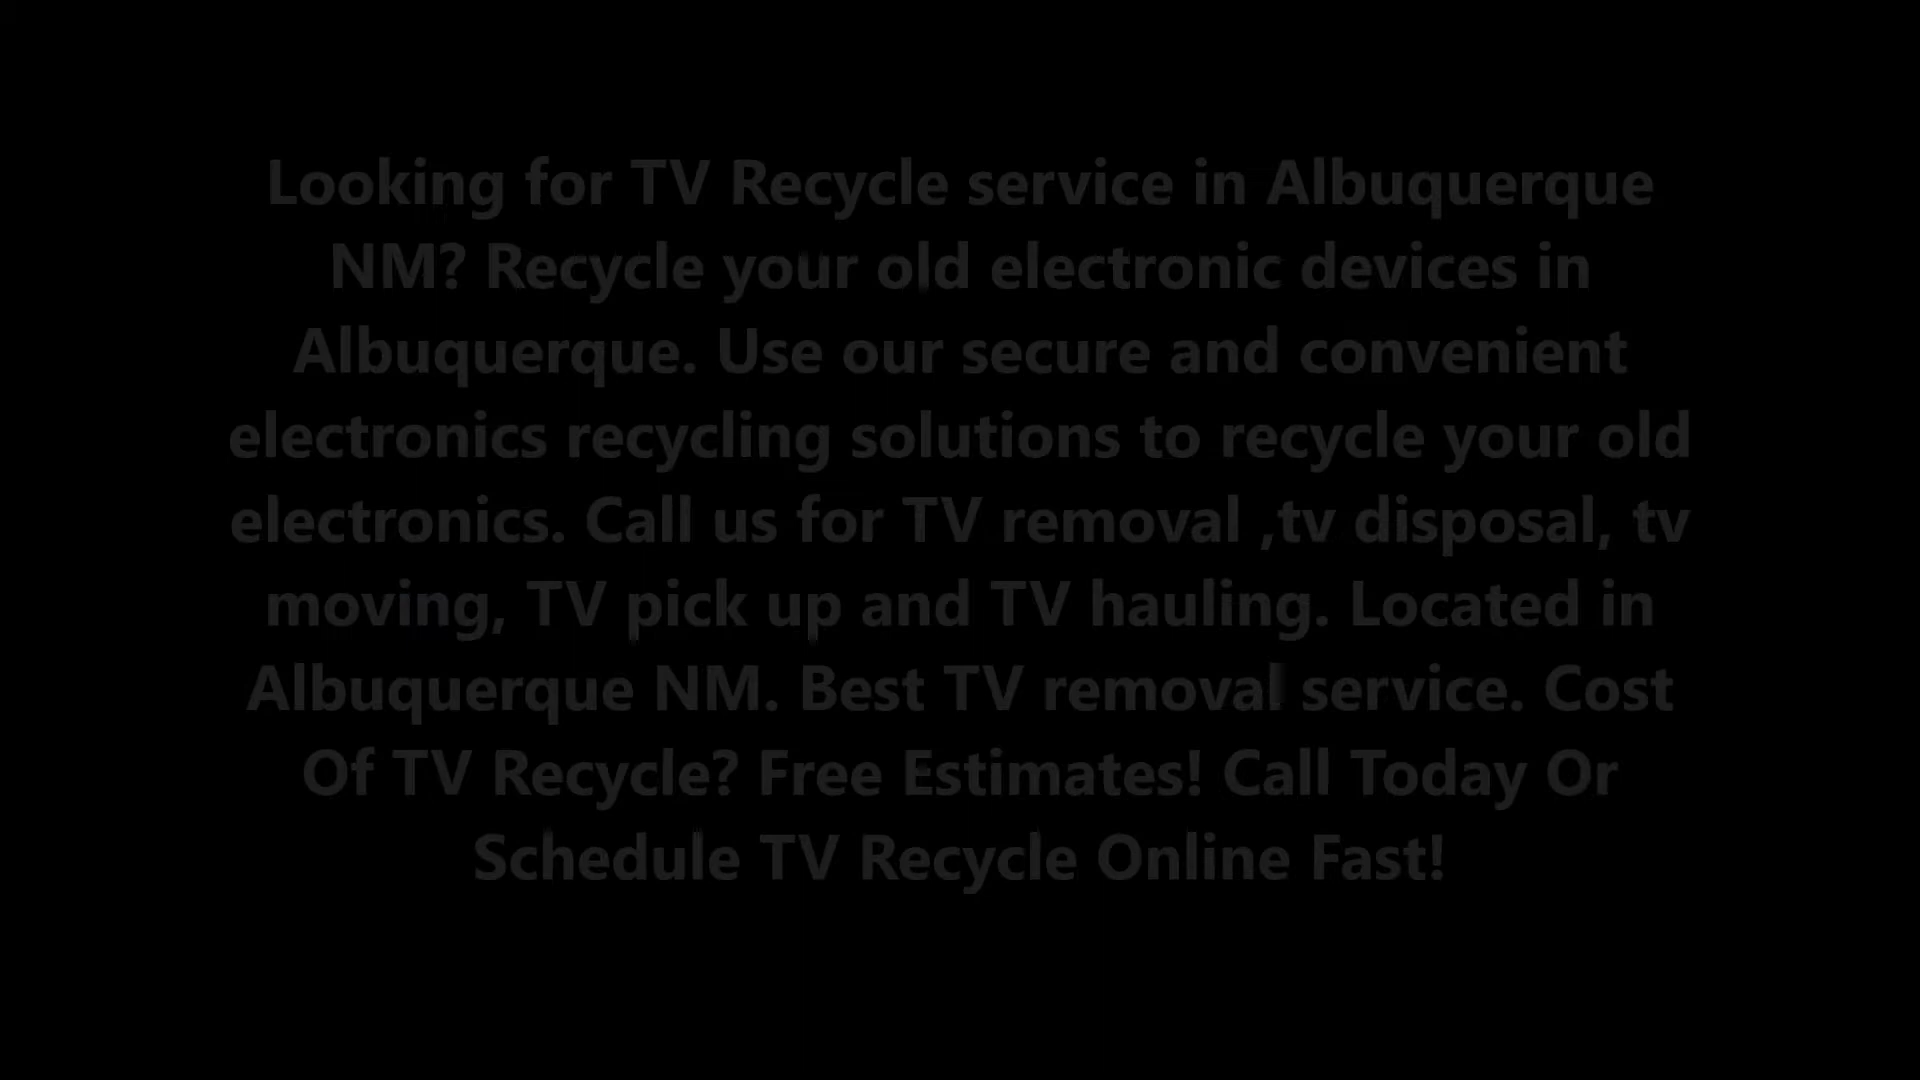 Looking for TV Recycle service in Albuquerque
NM? Recycle your old electronic devices in
Albuquerque. Use our secure and convenient
electronics recycling solutions to recycle your old
electronics. Call us for TV removal ,tv disposal, tv
moving, TV pick up and TV hauling. Located in
Albuquerque NM. Best TV removal service. Cost
Of TV Recycle? Free Estimates! Call Today Or
Schedule TV Recycle Online Fast!